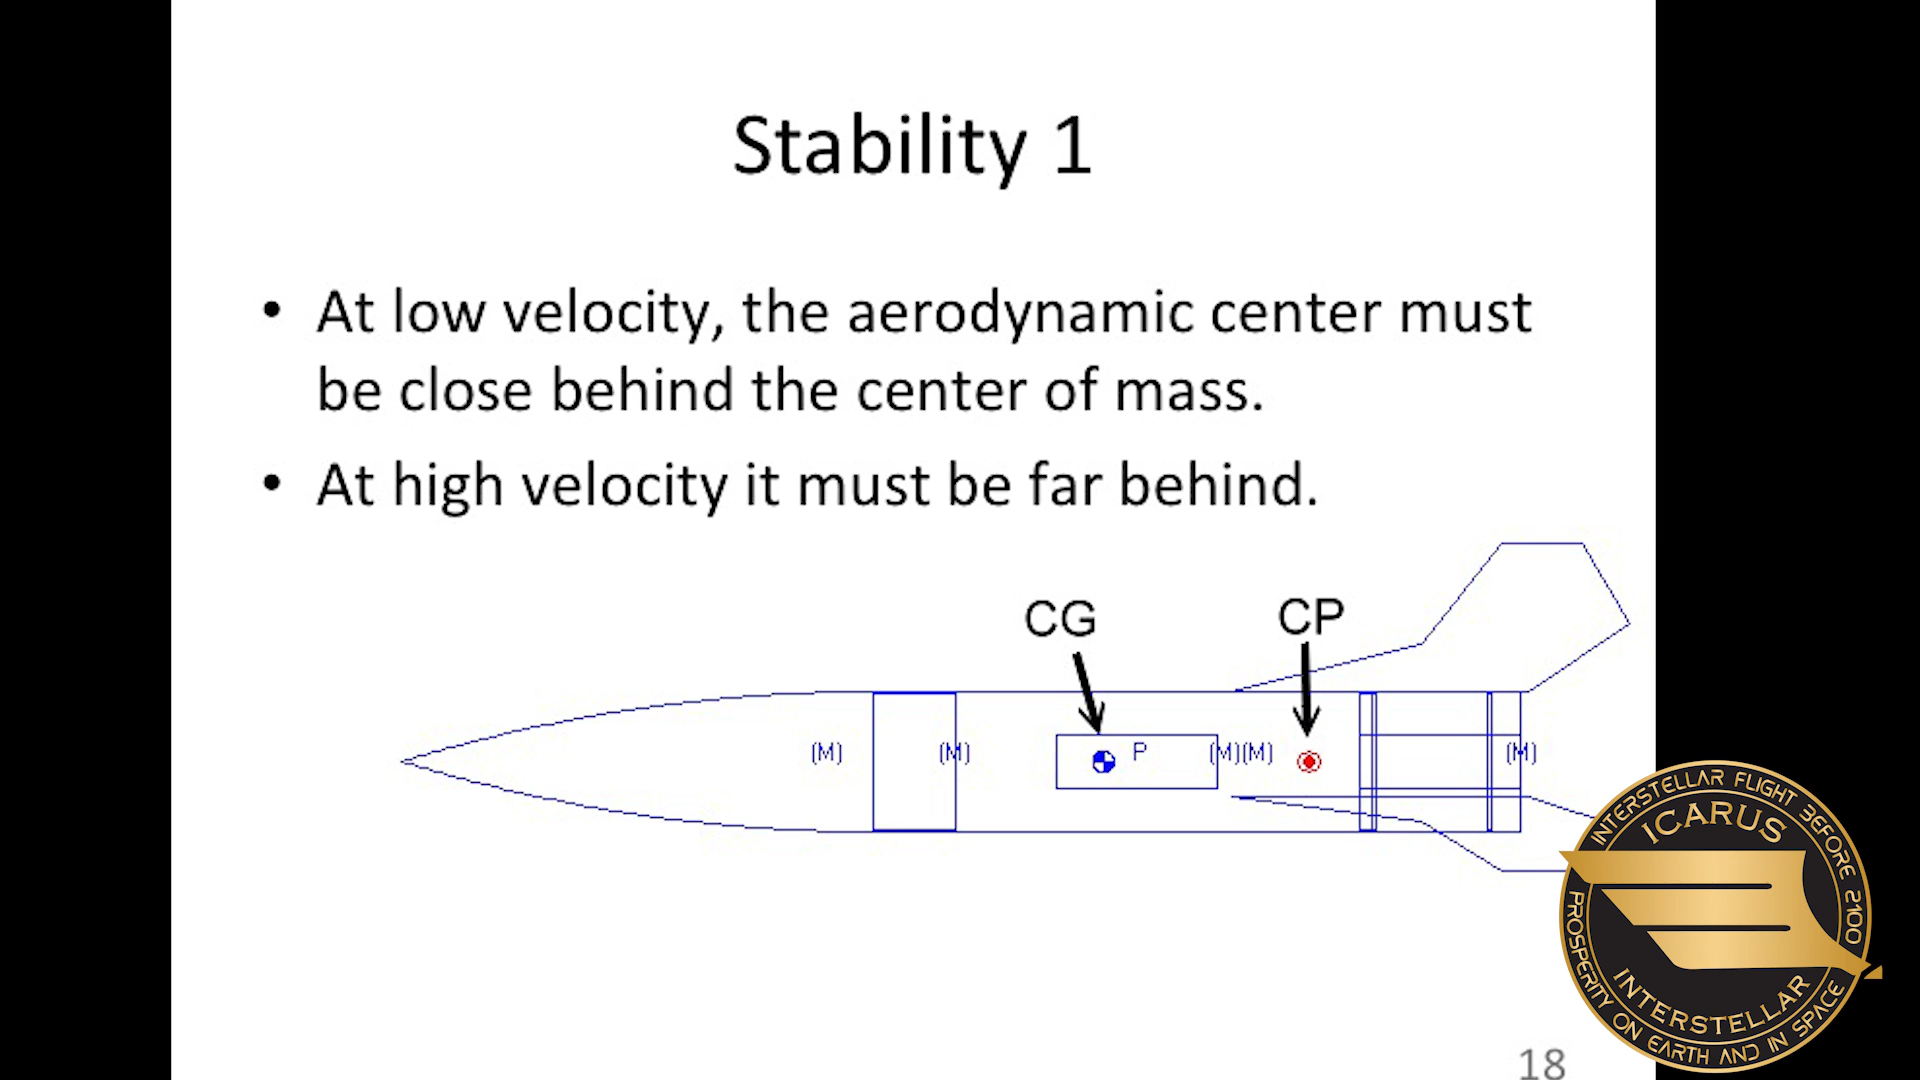 Stability 1
• At low velocity, the aerodynamic center must
be close behind the center of mass.
• At high velocity it must be far behind.
CG
CP
(M)
(M)
P
(M)(M)
(M)
INTERSTELLAR FLIGHT BEFORE 2100
ICARUS
INTERSTELLAR
PROSPERITY ON EARTH AND IN SPACE
18